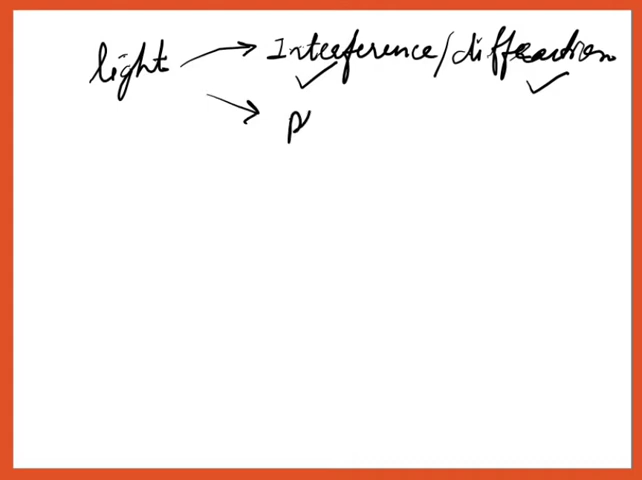 light → Interference/diffraction
→ p